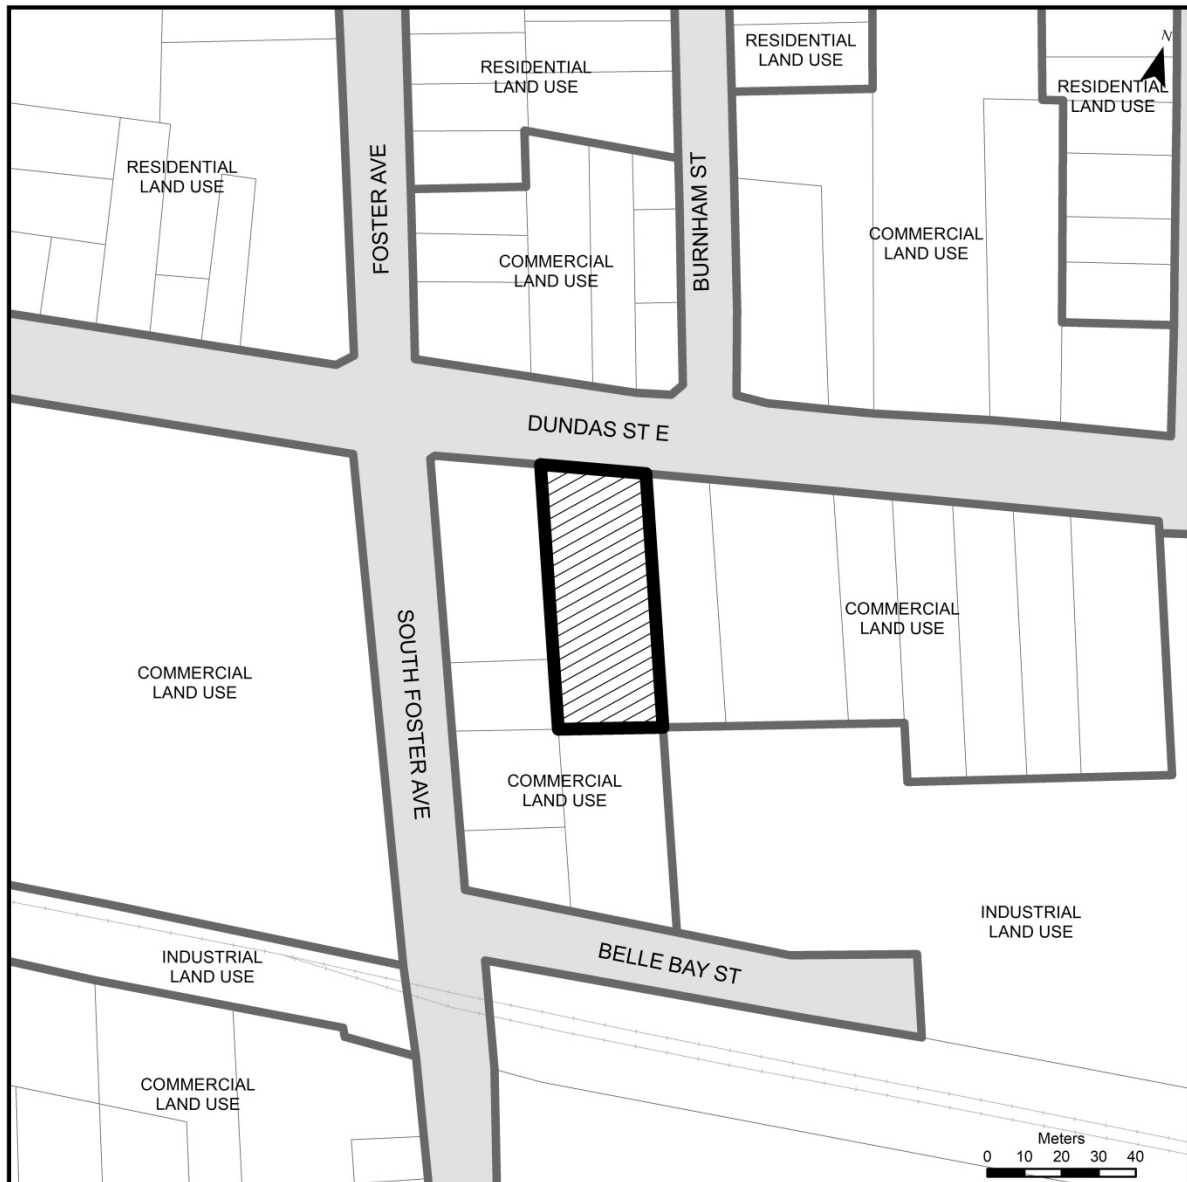 RESIDENTIAL
LAND USE
N
RESIDENTIAL
LAND USE
RESIDENTIAL
LAND USE
RESIDENTIAL
LAND USE
FOSTER AVE
BURNHAM ST
COMMERCIAL
LAND USE
COMMERCIAL
LAND USE
DUNDAS ST E
COMMERCIAL
LAND USE
SOUTH FOSTER AVE
COMMERCIAL
LAND USE
COMMERCIAL
LAND USE
INDUSTRIAL
LAND USE
INDUSTRIAL
LAND USE
BELLE BAY ST
COMMERCIAL
LAND USE
Meters
0 10 20 30 40